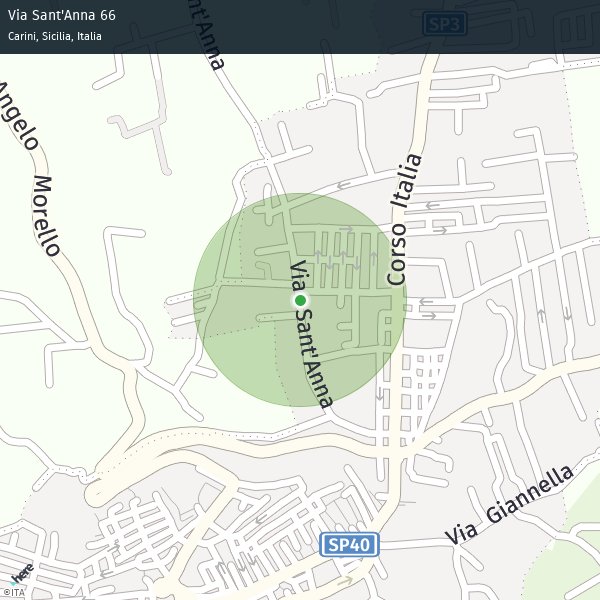 Via Sant'Anna 66
Carini, Sicilia, Italia
nt'Anna
SP3
Angelo Morello
Corso Italia
Via Sant'Anna
Via Giannella
SP40
here
©ITA